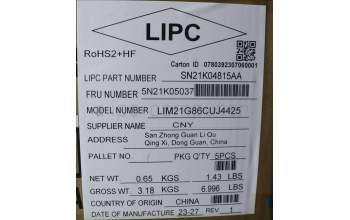 LIPC
RoHS2+HF
Carton ID 0780392307060001
LIPC PART NUMBER SN21K04815AA
FRU NUMBER 5N21K05037
MODEL NUMBER LIM21G86CUJ4425
SUPPLIER NAME CNY
ADDRESS San Zhong Guan Li Qu
Qing Xi, Dong Guan, China
PALLET NO PKG Q'TY 5PCS
NET WT 0.65 KGS 1.43 LBS
GROSS WT 3.18 KGS 6.996 LBS
COUNTRY OF ORIGIN CHINA
DATE OF MANUFACTURE 23-27 REV 1